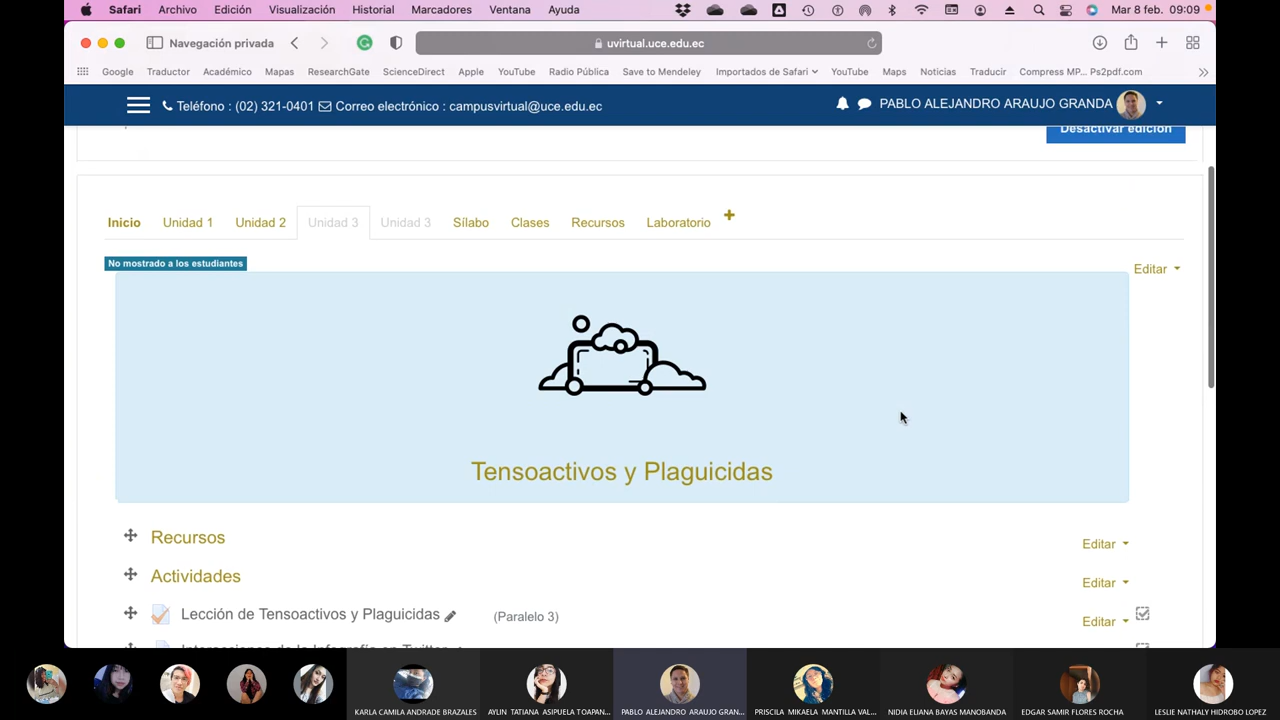 Safari Archivo Edición Visualización Historial Marcadores Ventana Ayuda Mar 8 feb. 09:09
Navegación privada uvirtual.uce.edu.ec
Google Traductor Académico Mapas ResearchGate ScienceDirect Apple YouTube Radio Pública Save to Mendeley Importados de Safari YouTube Maps Noticias Traducir Compress MP... Ps2pdf.com
Teléfono : (02) 321-0401 Correo electrónico : campusvirtual@uce.edu.ec PABLO ALEJANDRO ARAUJO GRANDA
Desactivar edición
Inicio Unidad 1 Unidad 2 Unidad 3 Unidad 3 Sílabo Clases Recursos Laboratorio
No mostrado a los estudiantes
Editar
Tensoactivos y Plaguicidas
Recursos Editar
Actividades Editar
Lección de Tensoactivos y Plaguicidas (Paralelo 3) Editar
Interacciones de la Infografía en Twitter
KARLA CAMILA ANDRADE BRAZALES AYLIN TATIANA ASIPUELA TOAPAN... PABLO ALEJANDRO ARAUJO GRAN... PRISCILA MIKAELA MANTILLA VAL... NIDIA ELIANA BAYAS MANOBANDA EDGAR SAMIR FLORES ROCHA LESLIE NATHALY HIDROBO LOPEZ